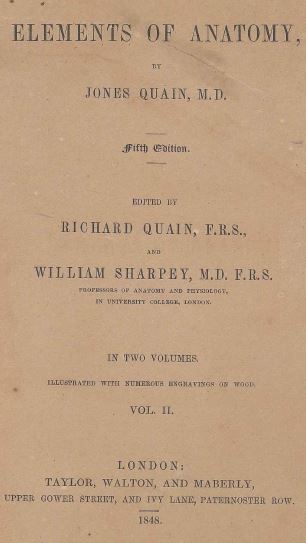 ELEMENTS OF ANATOMY,
BY
JONES QUAIN, M.D.
Fifth Edition.
EDITED BY
RICHARD QUAIN, F.R.S.,
AND
WILLIAM SHARPEY, M.D. F.R.S.
PROFESSORS OF ANATOMY AND PHYSIOLOGY,
IN UNIVERSITY COLLEGE, LONDON.
IN TWO VOLUMES.
ILLUSTRATED WITH NUMEROUS ENGRAVINGS ON WOOD.
VOL. II.
LONDON:
TAYLOR, WALTON, AND MABERLY,
UPPER GOWER STREET, AND IVY LANE, PATERNOSTER ROW.
1848.